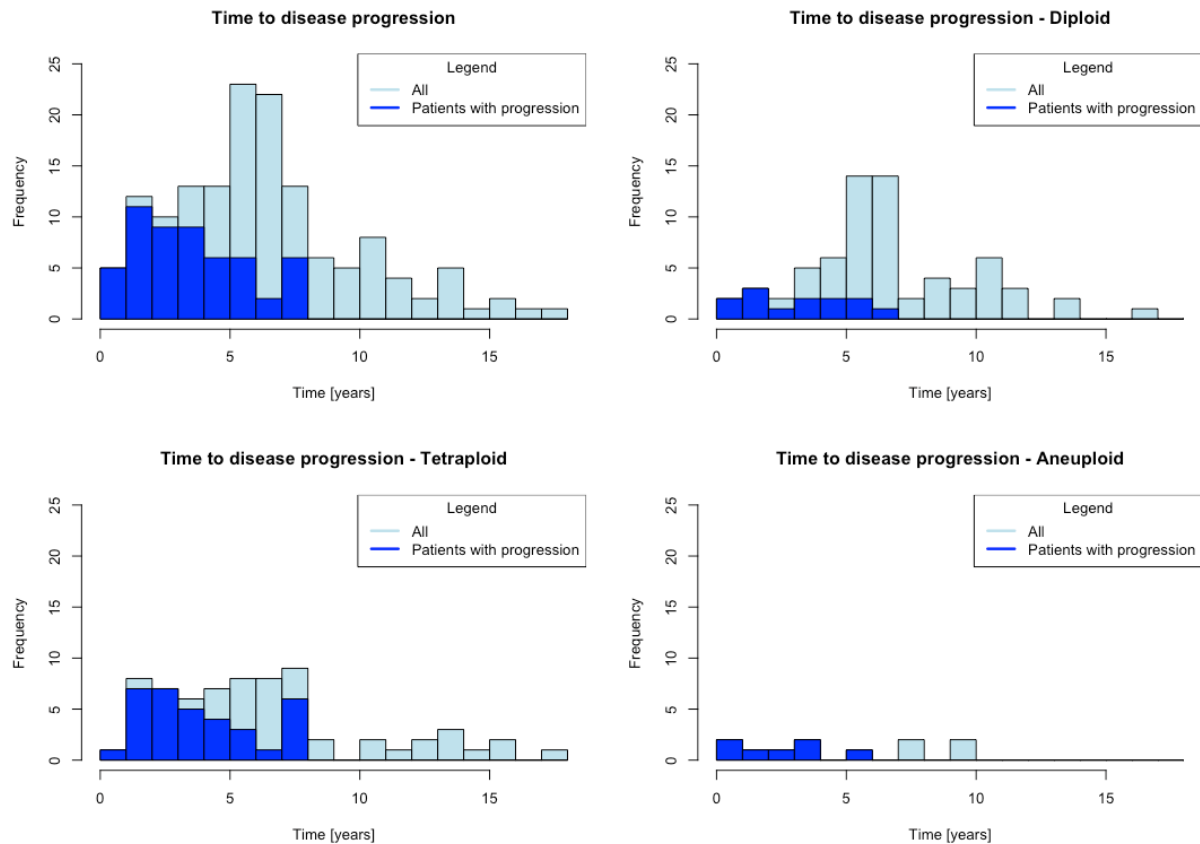 Time to disease progression
Legend
All
Patients with progression
Frequency
25
20
15
10
5
0
0 5 10 15
Time [years]
Time to disease progression - Diploid
Legend
All
Patients with progression
Frequency
25
20
15
10
5
0
0 5 10 15
Time [years]
Time to disease progression - Tetraploid
Legend
All
Patients with progression
Frequency
25
20
15
10
5
0
0 5 10 15
Time [years]
Time to disease progression - Aneuploid
Legend
All
Patients with progression
Frequency
25
20
15
10
5
0
0 5 10 15
Time [years]